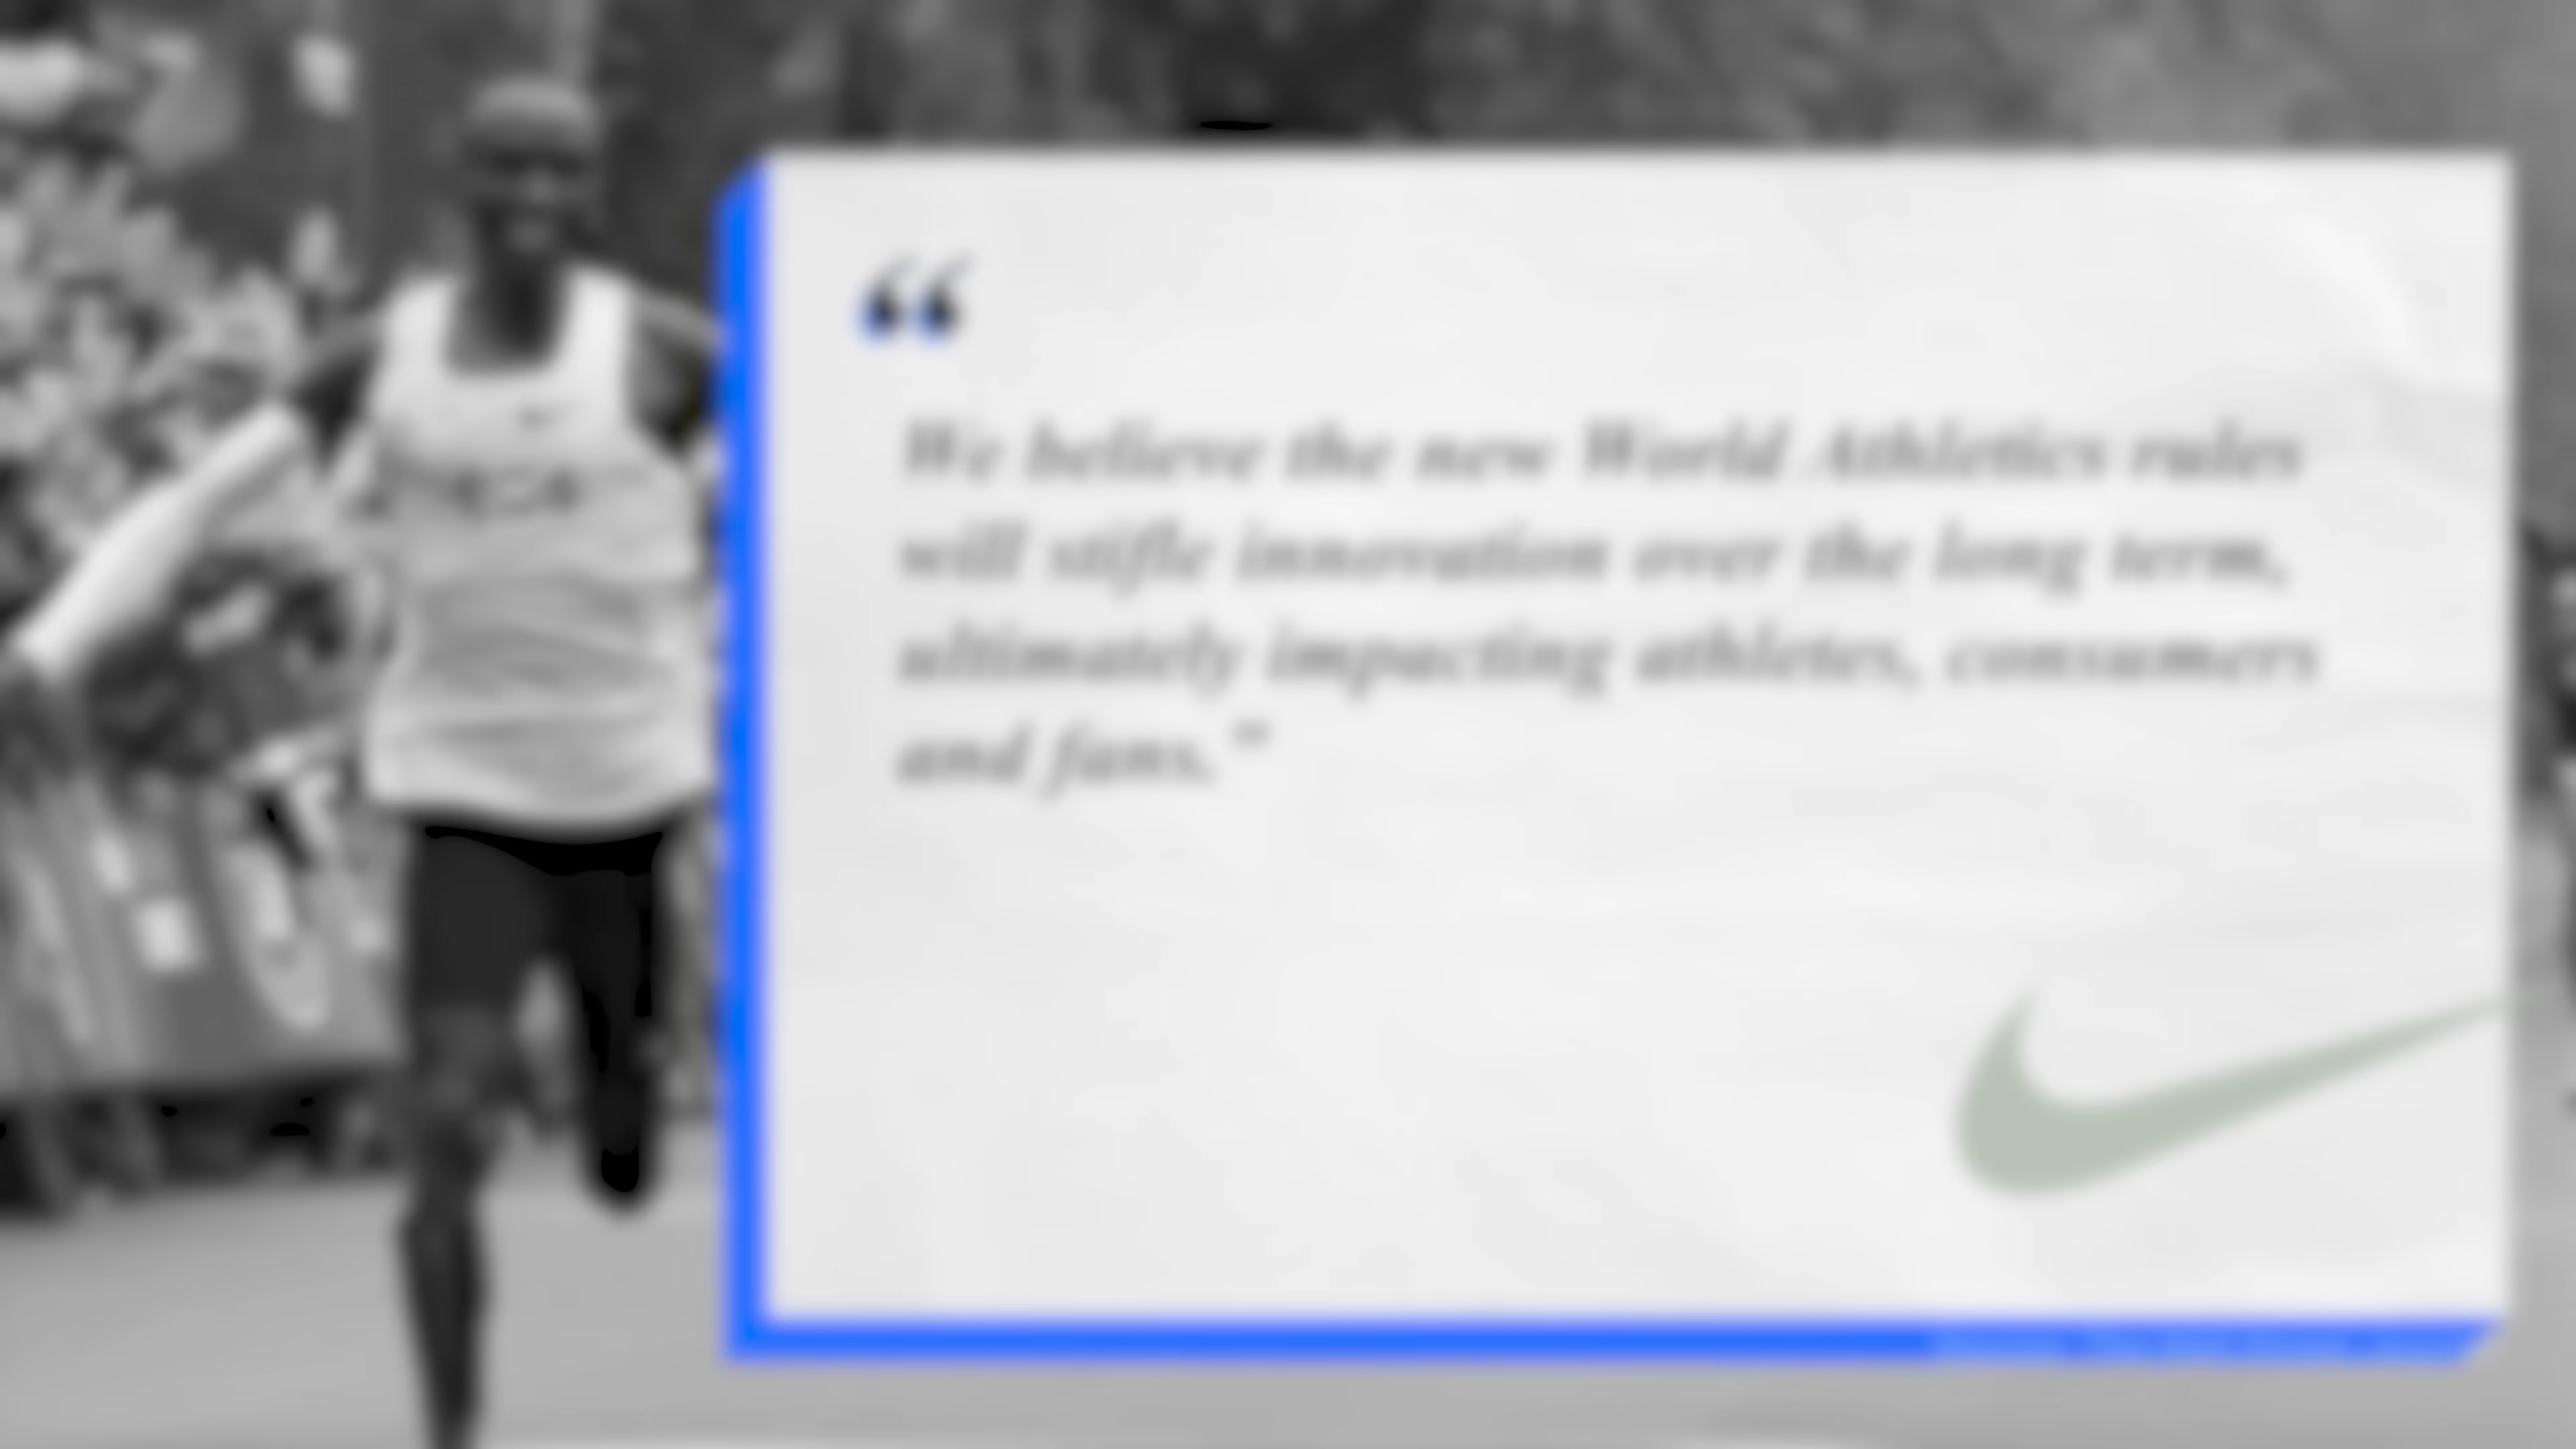 “
We believe the new World Athletics rules
will stifle innovation over the long term,
ultimately impacting athletes, consumers
and fans.”